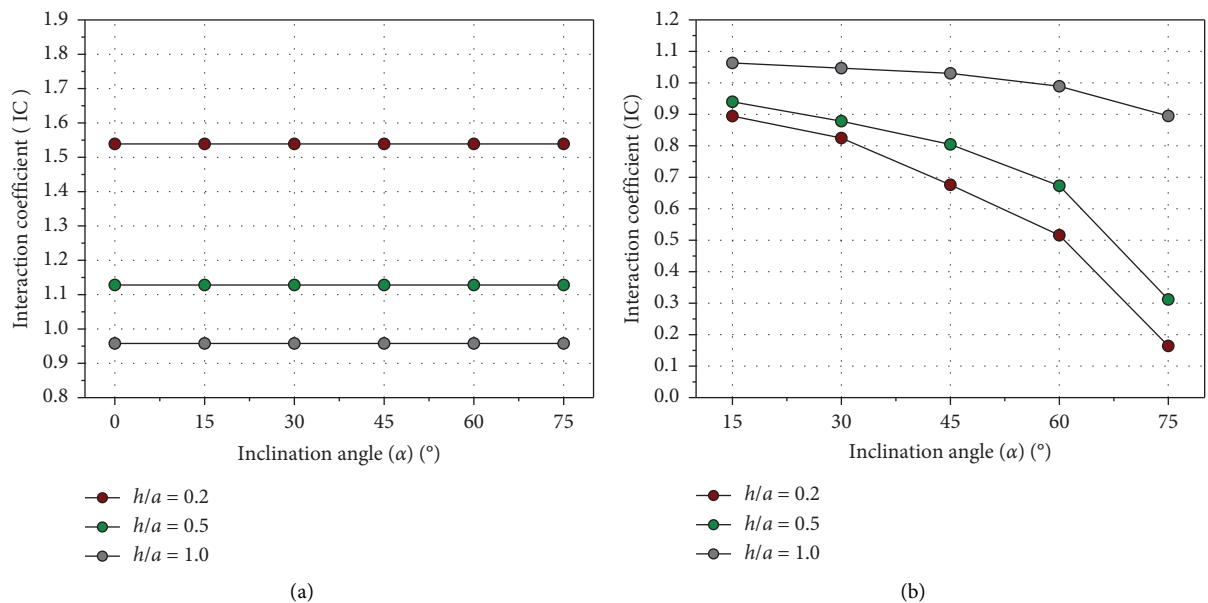 1.9
1.8
1.7
1.6
1.5
1.4
1.3
1.2
1.1
1.0
0.9
0.8
Interaction coefficient ( IC )
0 15 30 45 60 75
Inclination angle (α) (°)
h/a = 0.2
h/a = 0.5
h/a = 1.0
(a)
1.2
1.1
1.0
0.9
0.8
0.7
0.6
0.5
0.4
0.3
0.2
0.1
0.0
Interaction coefficient (IC)
15 30 45 60 75
Inclination angle (α) (°)
h/a = 0.2
h/a = 0.5
h/a = 1.0
(b)